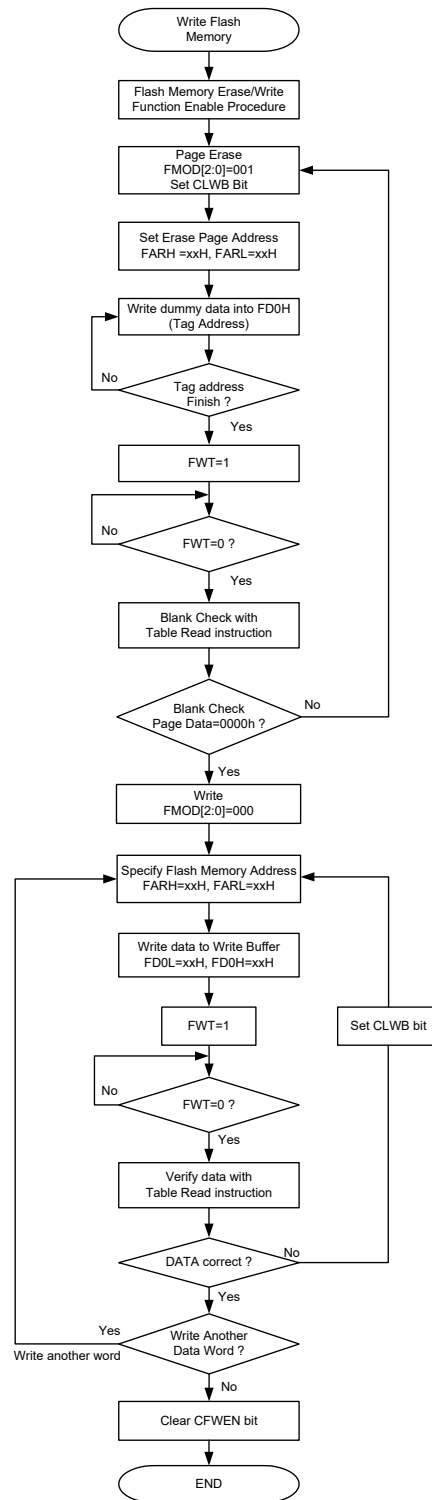 Write Flash
Memory
Flash Memory Erase/Write
Function Enable Procedure
Page Erase
FMOD[2:0]=001
Set CLWB Bit
Set Erase Page Address
FARH =xxH, FARL=xxH
Write dummy data into FD0H
(Tag Address)
No
Tag address
Finish ?
Yes
FWT=1
No
FWT=0 ?
Yes
Blank Check with
Table Read instruction
No
Blank Check
Page Data=0000h ?
Yes
Write
FMOD[2:0]=000
Specify Flash Memory Address
FARH=xxH, FARL=xxH
Write data to Write Buffer
FD0L=xxH, FD0H=xxH
FWT=1
Set CLWB bit
No
FWT=0 ?
Yes
Verify data with
Table Read instruction
DATA correct ?
No
Yes
Yes
Write Another
Data Word ?
Write another word
No
Clear CFWEN bit
END